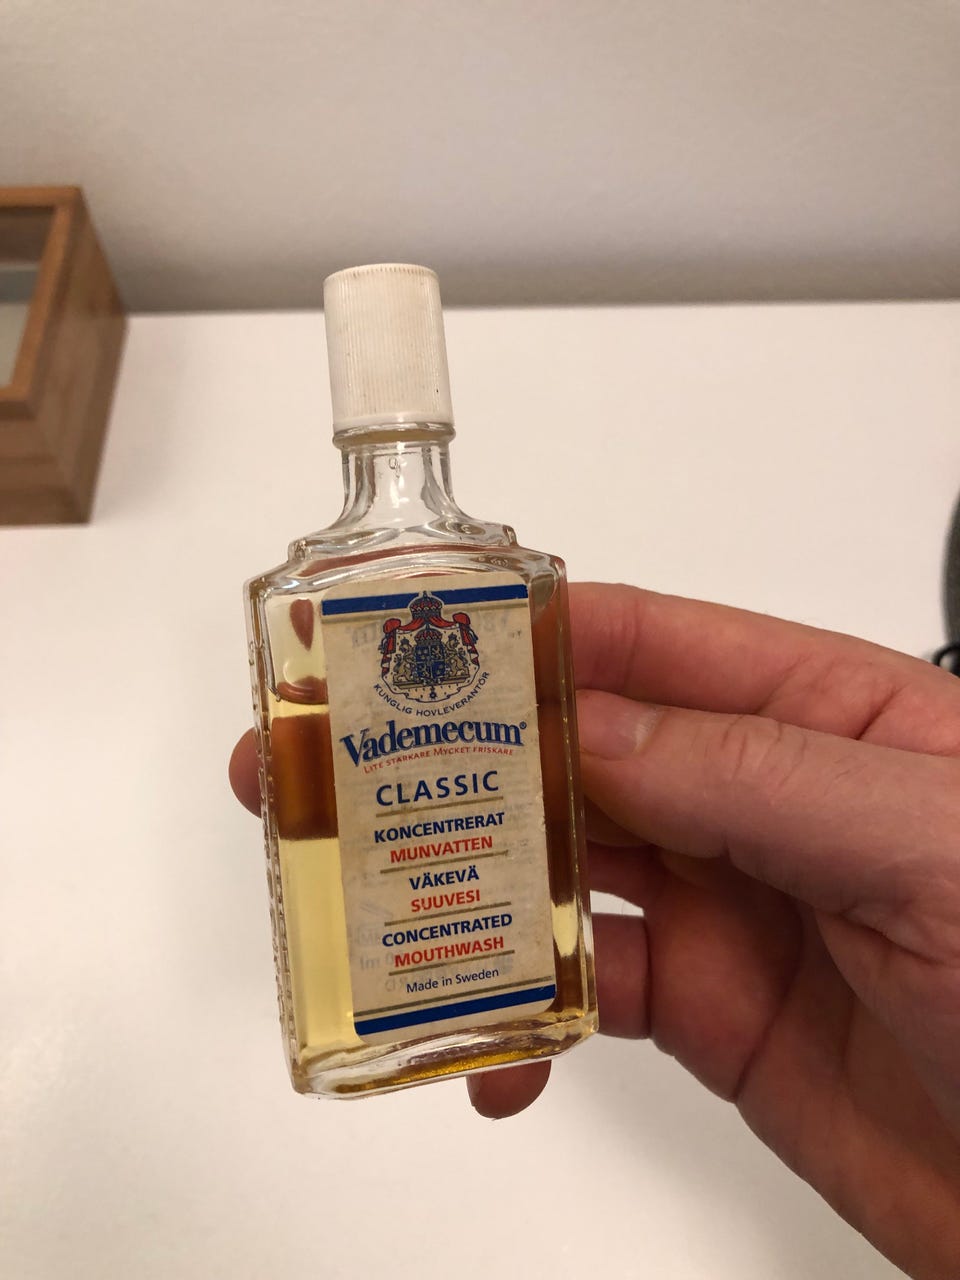 KUNGLIG HOVLEVERANTÖR
Vademecum®
LITE STARKARE MYCKET FRISKARE
CLASSIC
KONCENTRERAT
MUNVATTEN
VÄKEVÄ
SUUVESI
CONCENTRATED
MOUTHWASH
Made in Sweden